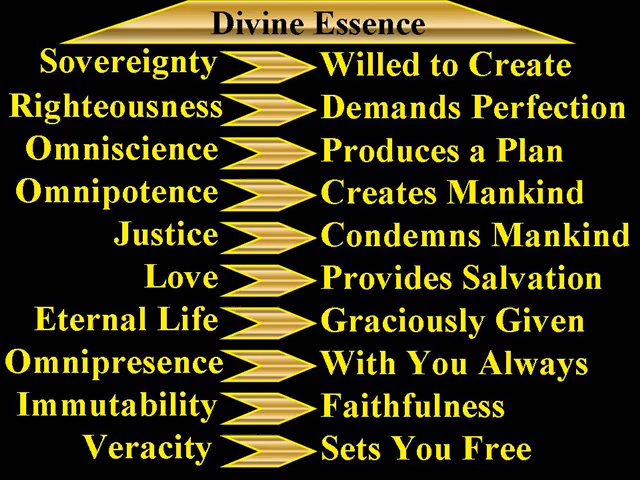 Divine Essence
Sovereignty Willed to Create
Righteousness Demands Perfection
Omniscience Produces a Plan
Omnipotence Creates Mankind
Justice Condemns Mankind
Love Provides Salvation
Eternal Life Graciously Given
Omnipresence With You Always
Immutability Faithfulness
Veracity Sets You Free